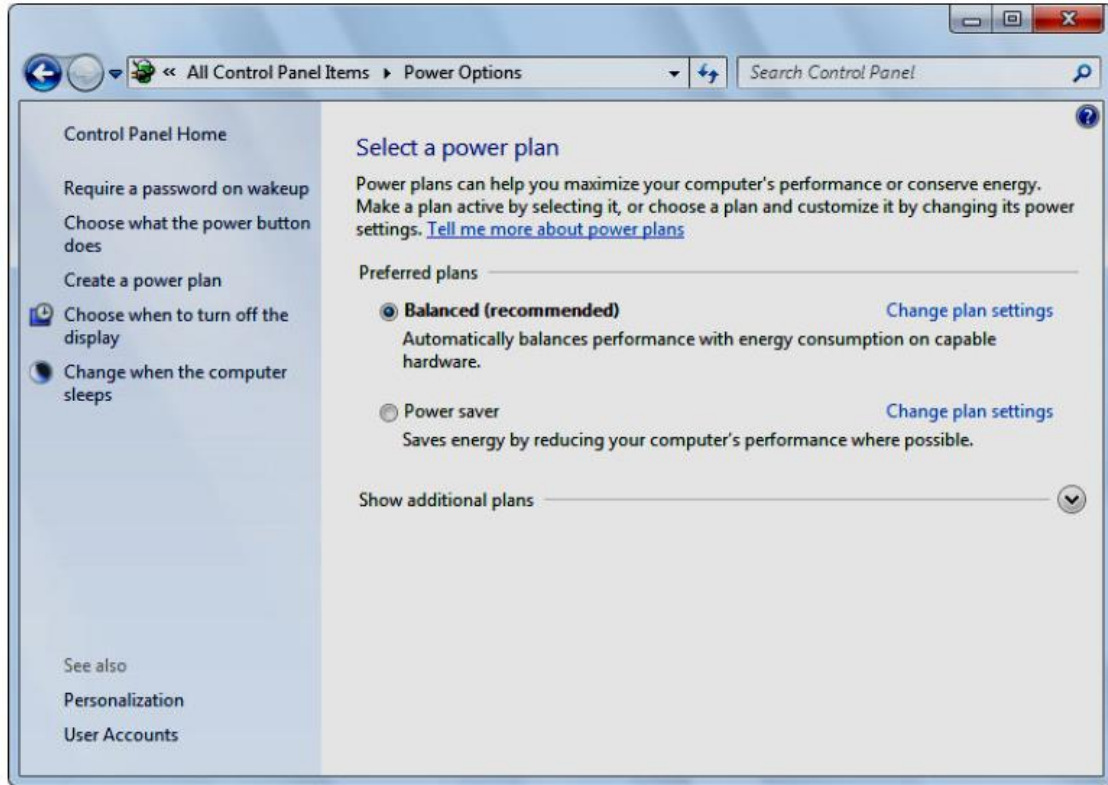 « All Control Panel Items ▸ Power Options
Search Control Panel
Control Panel Home
Require a password on wakeup
Choose what the power button
does
Create a power plan
Choose when to turn off the
display
Change when the computer
sleeps
See also
Personalization
User Accounts
Select a power plan
Power plans can help you maximize your computer's performance or conserve energy.
Make a plan active by selecting it, or choose a plan and customize it by changing its power
settings. Tell me more about power plans
Preferred plans
Balanced (recommended) Change plan settings
Automatically balances performance with energy consumption on capable
hardware.
Power saver Change plan settings
Saves energy by reducing your computer's performance where possible.
Show additional plans